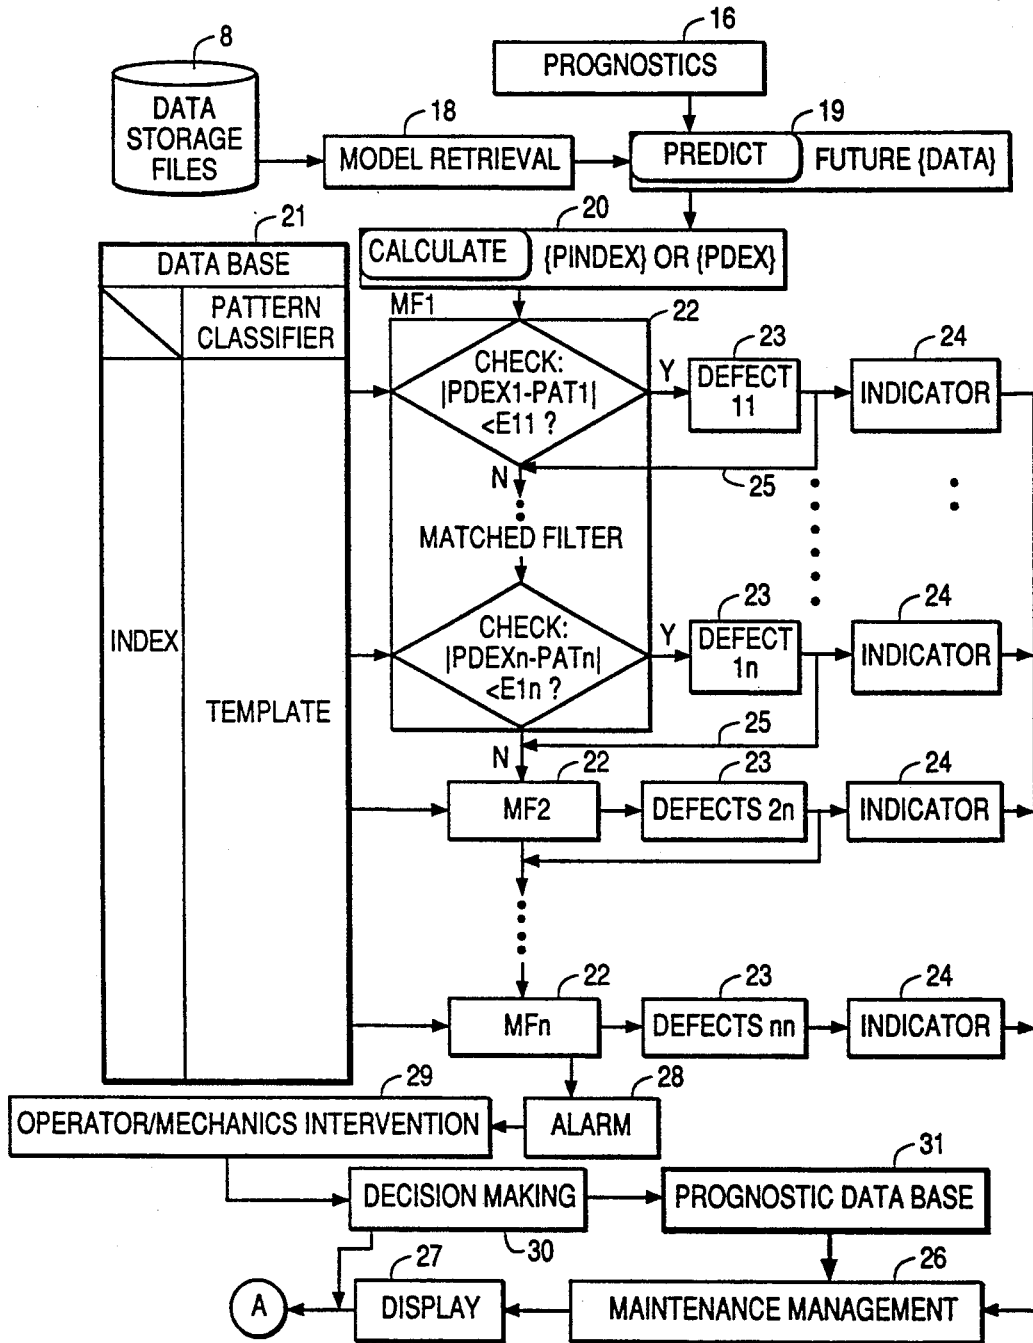 8
16
PROGNOSTICS
DATA
STORAGE
FILES
18
MODEL RETRIEVAL
19
PREDICT FUTURE {DATA}
20
CALCULATE {PINDEX} OR {PDEX}
21
DATA BASE
PATTERN
CLASSIFIER
INDEX
TEMPLATE
MF1
22
CHECK:
|PDEX1-PAT1|
<E11 ?
Y
23
DEFECT
11
24
INDICATOR
N
25
MATCHED FILTER
CHECK:
|PDEXn-PATn|
<E1n ?
Y
23
DEFECT
1n
24
INDICATOR
25
N
22
MF2
23
DEFECTS 2n
24
INDICATOR
22
MFn
23
DEFECTS nn
24
INDICATOR
29
OPERATOR/MECHANICS INTERVENTION
28
ALARM
DECISION MAKING
30
31
PROGNOSTIC DATA BASE
A
27
DISPLAY
26
MAINTENANCE MANAGEMENT